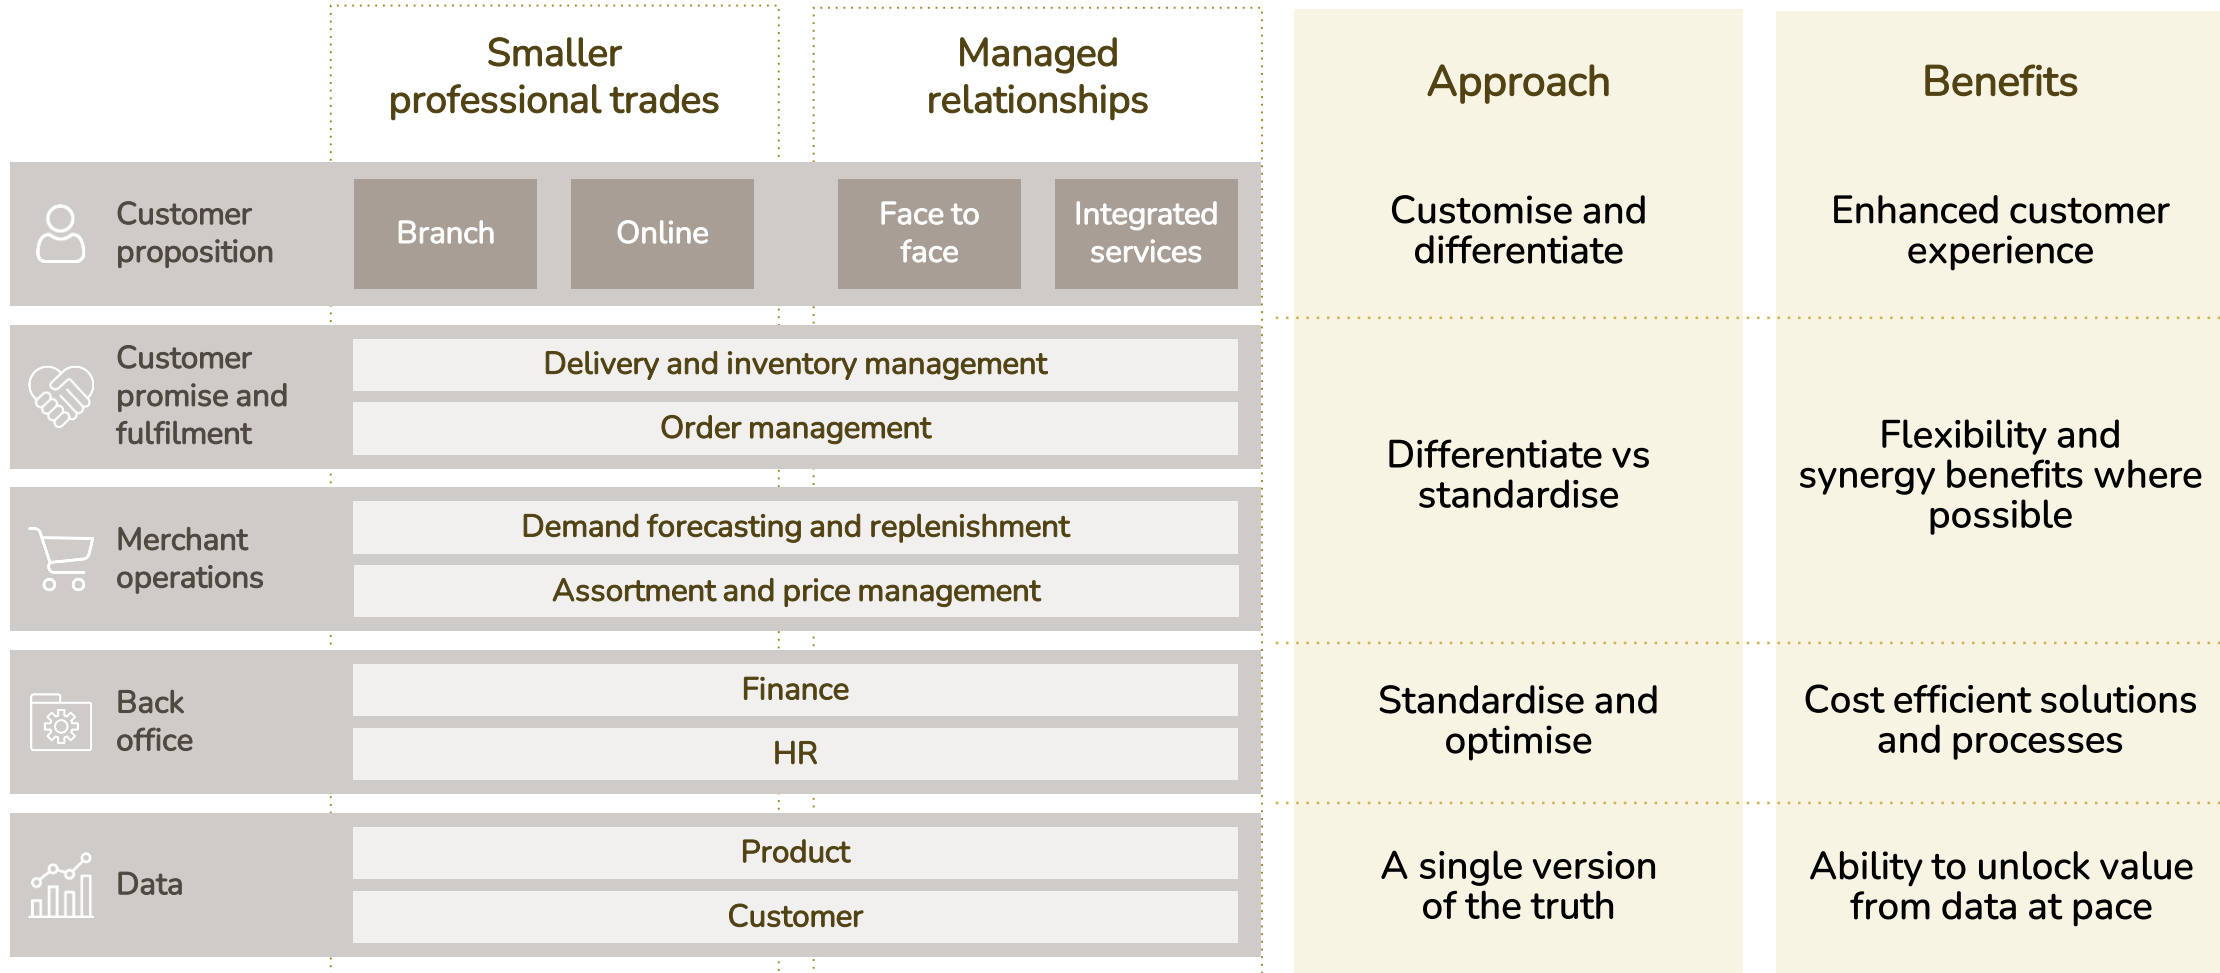 Smaller
professional trades
Managed
relationships
Approach
Benefits
Customer
proposition
Branch
Online
Face to
face
Integrated
services
Customise and
differentiate
Enhanced customer
experience
Customer
promise and
fulfilment
Delivery and inventory management
Order management
Differentiate vs
standardise
Flexibility and
synergy benefits where
possible
Merchant
operations
Demand forecasting and replenishment
Assortment and price management
Back
office
Finance
HR
Standardise and
optimise
Cost efficient solutions
and processes
Data
Product
Customer
A single version
of the truth
Ability to unlock value
from data at pace